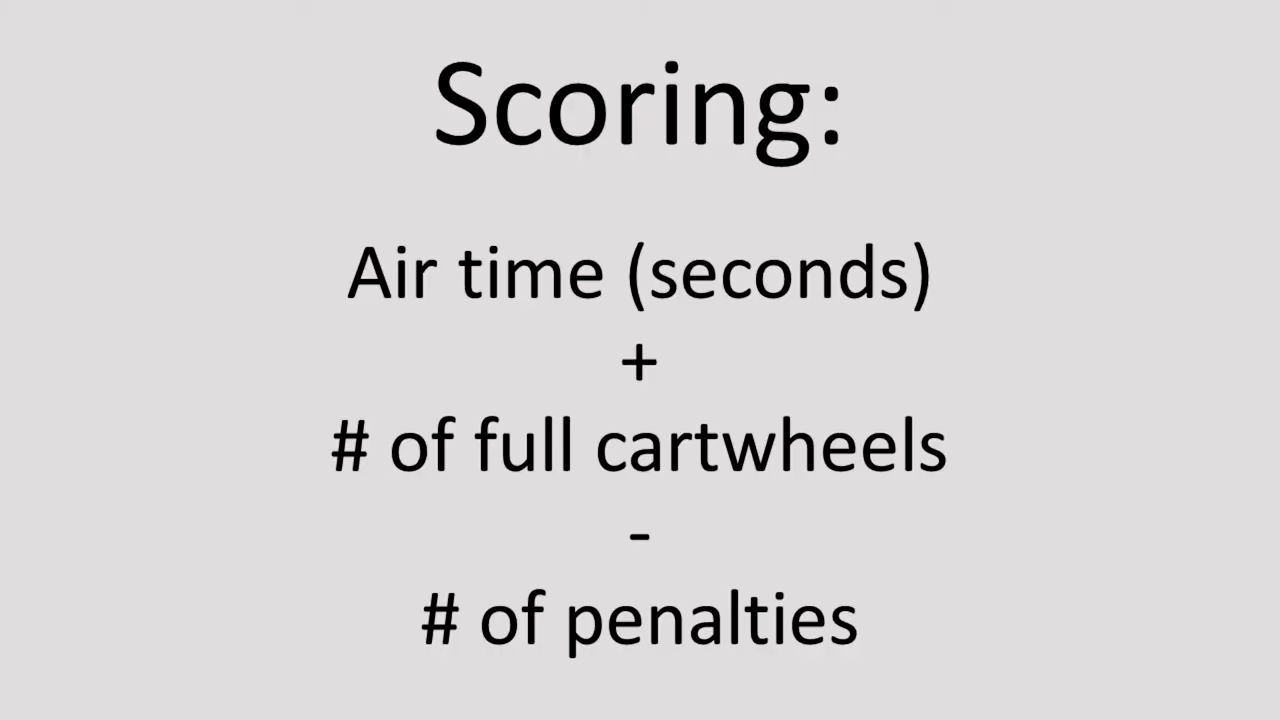 Scoring:
Air time (seconds)
+
# of full cartwheels
-
# of penalties